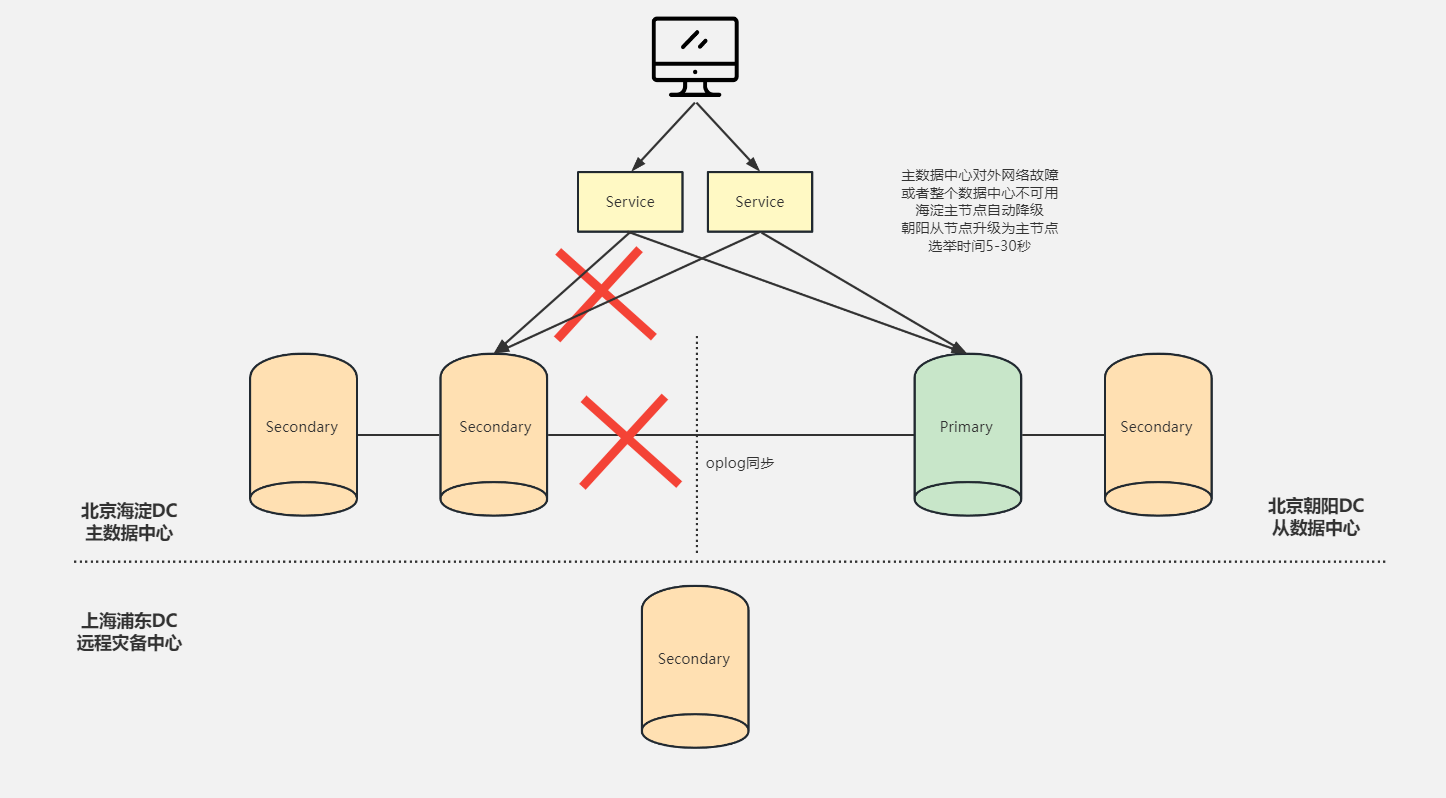 Service
Service
主数据中心对外网络故障
或者整个数据中心不可用
海淀主节点自动降级
朝阳从节点升级为主节点
选举时间5-30秒
Secondary
Secondary
Primary
Secondary
oplog同步
北京海淀DC
主数据中心
北京朝阳DC
从数据中心
上海浦东DC
远程灾备中心
Secondary